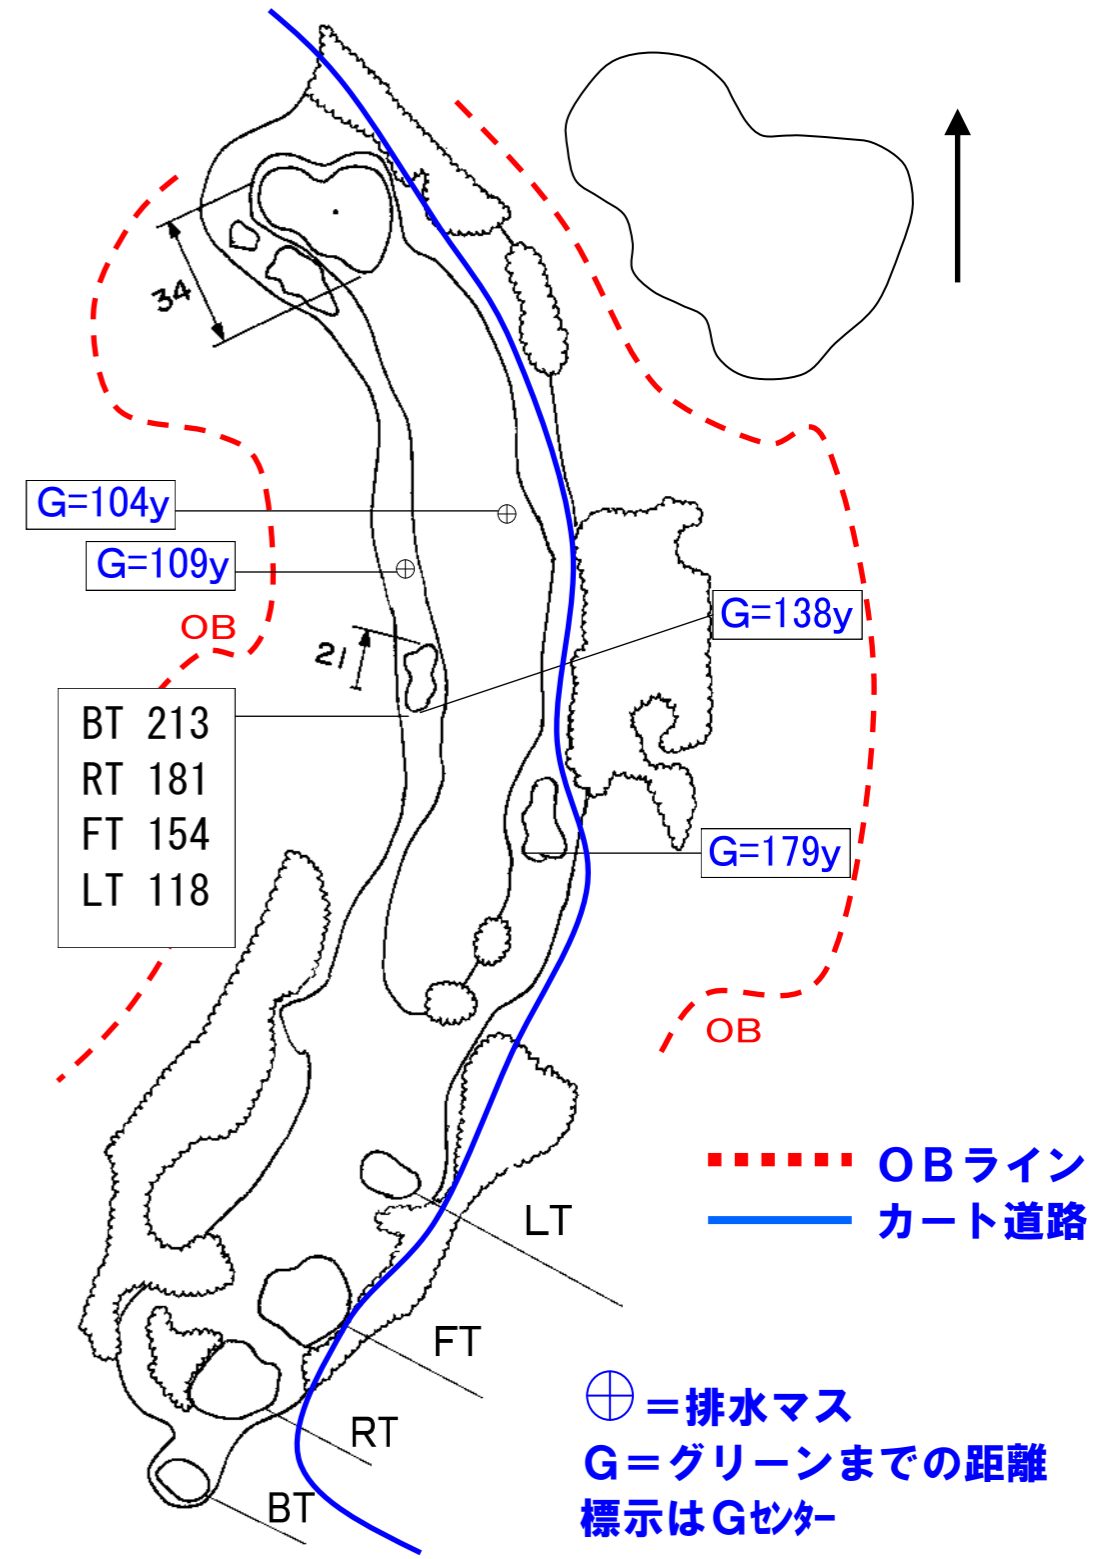 34
G=104y
G=109y
OB
21
G=138y
BT 213
RT 181
FT 154
LT 118
G=179y
OB
OBライン
カート道路
LT
FT
RT
BT
⊕=排水マス
G=グリーンまでの距離
標示はGセンター